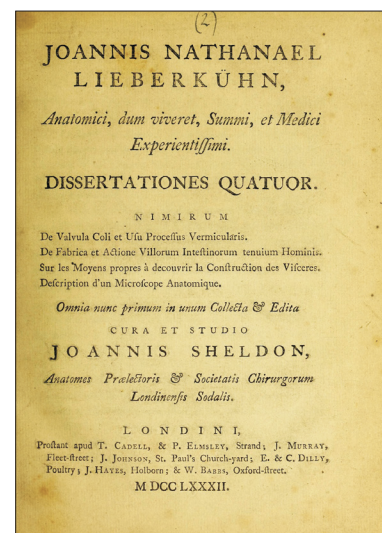 (2)
JOANNIS NATHANAEL
LIEBERKÜHN,
Anatomici, dum viveret, Summi, et Medici
Experientiſſimi.
DISSERTATIONES QUATUOR.
NIMIRUM
De Valvula Coli et Uſu Proceſſus Vermicularis.
De Fabrica et Actione Villorum Inteſtinorum tenuium Hominis.
Sur les Moyens propres à decouvrir la Conſtruction des Viſceres.
Deſcription d'un Microſcope Anatomique.
Omnia nunc primum in unum Collecta & Edita
CURA ET STUDIO
JOANNIS SHELDON,
Anatomes Prælectoris & Societatis Chirurgorum
Londinenſis Sodalis.
LONDINI,
Proſtant apud T. CADELL, & P. ELMSLEY, Strand; J. MURRAY,
Fleet-ſtreet; J. JOHNSON, St. Paul's Church-yard; E. & C. DILLY,
Poultry; J. HAYES, Holborn; & W. BABBS, Oxford-ſtreet.
M DCC LXXXII.